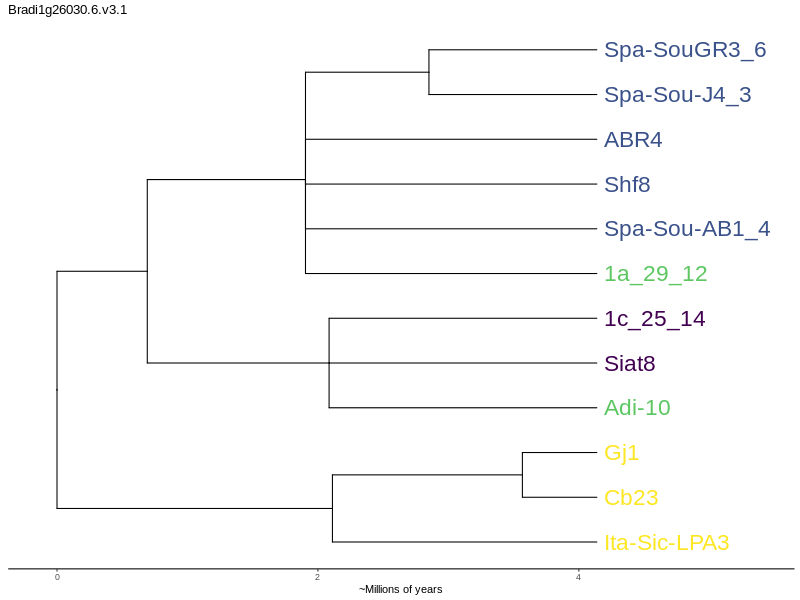 Bradi1g26030.6.v3.1
Spa-SouGR3_6
Spa-Sou-J4_3
ABR4
Shf8
Spa-Sou-AB1_4
1a_29_12
1c_25_14
Siat8
Adi-10
Gj1
Cb23
Ita-Sic-LPA3
0 2 4
~Millions of years